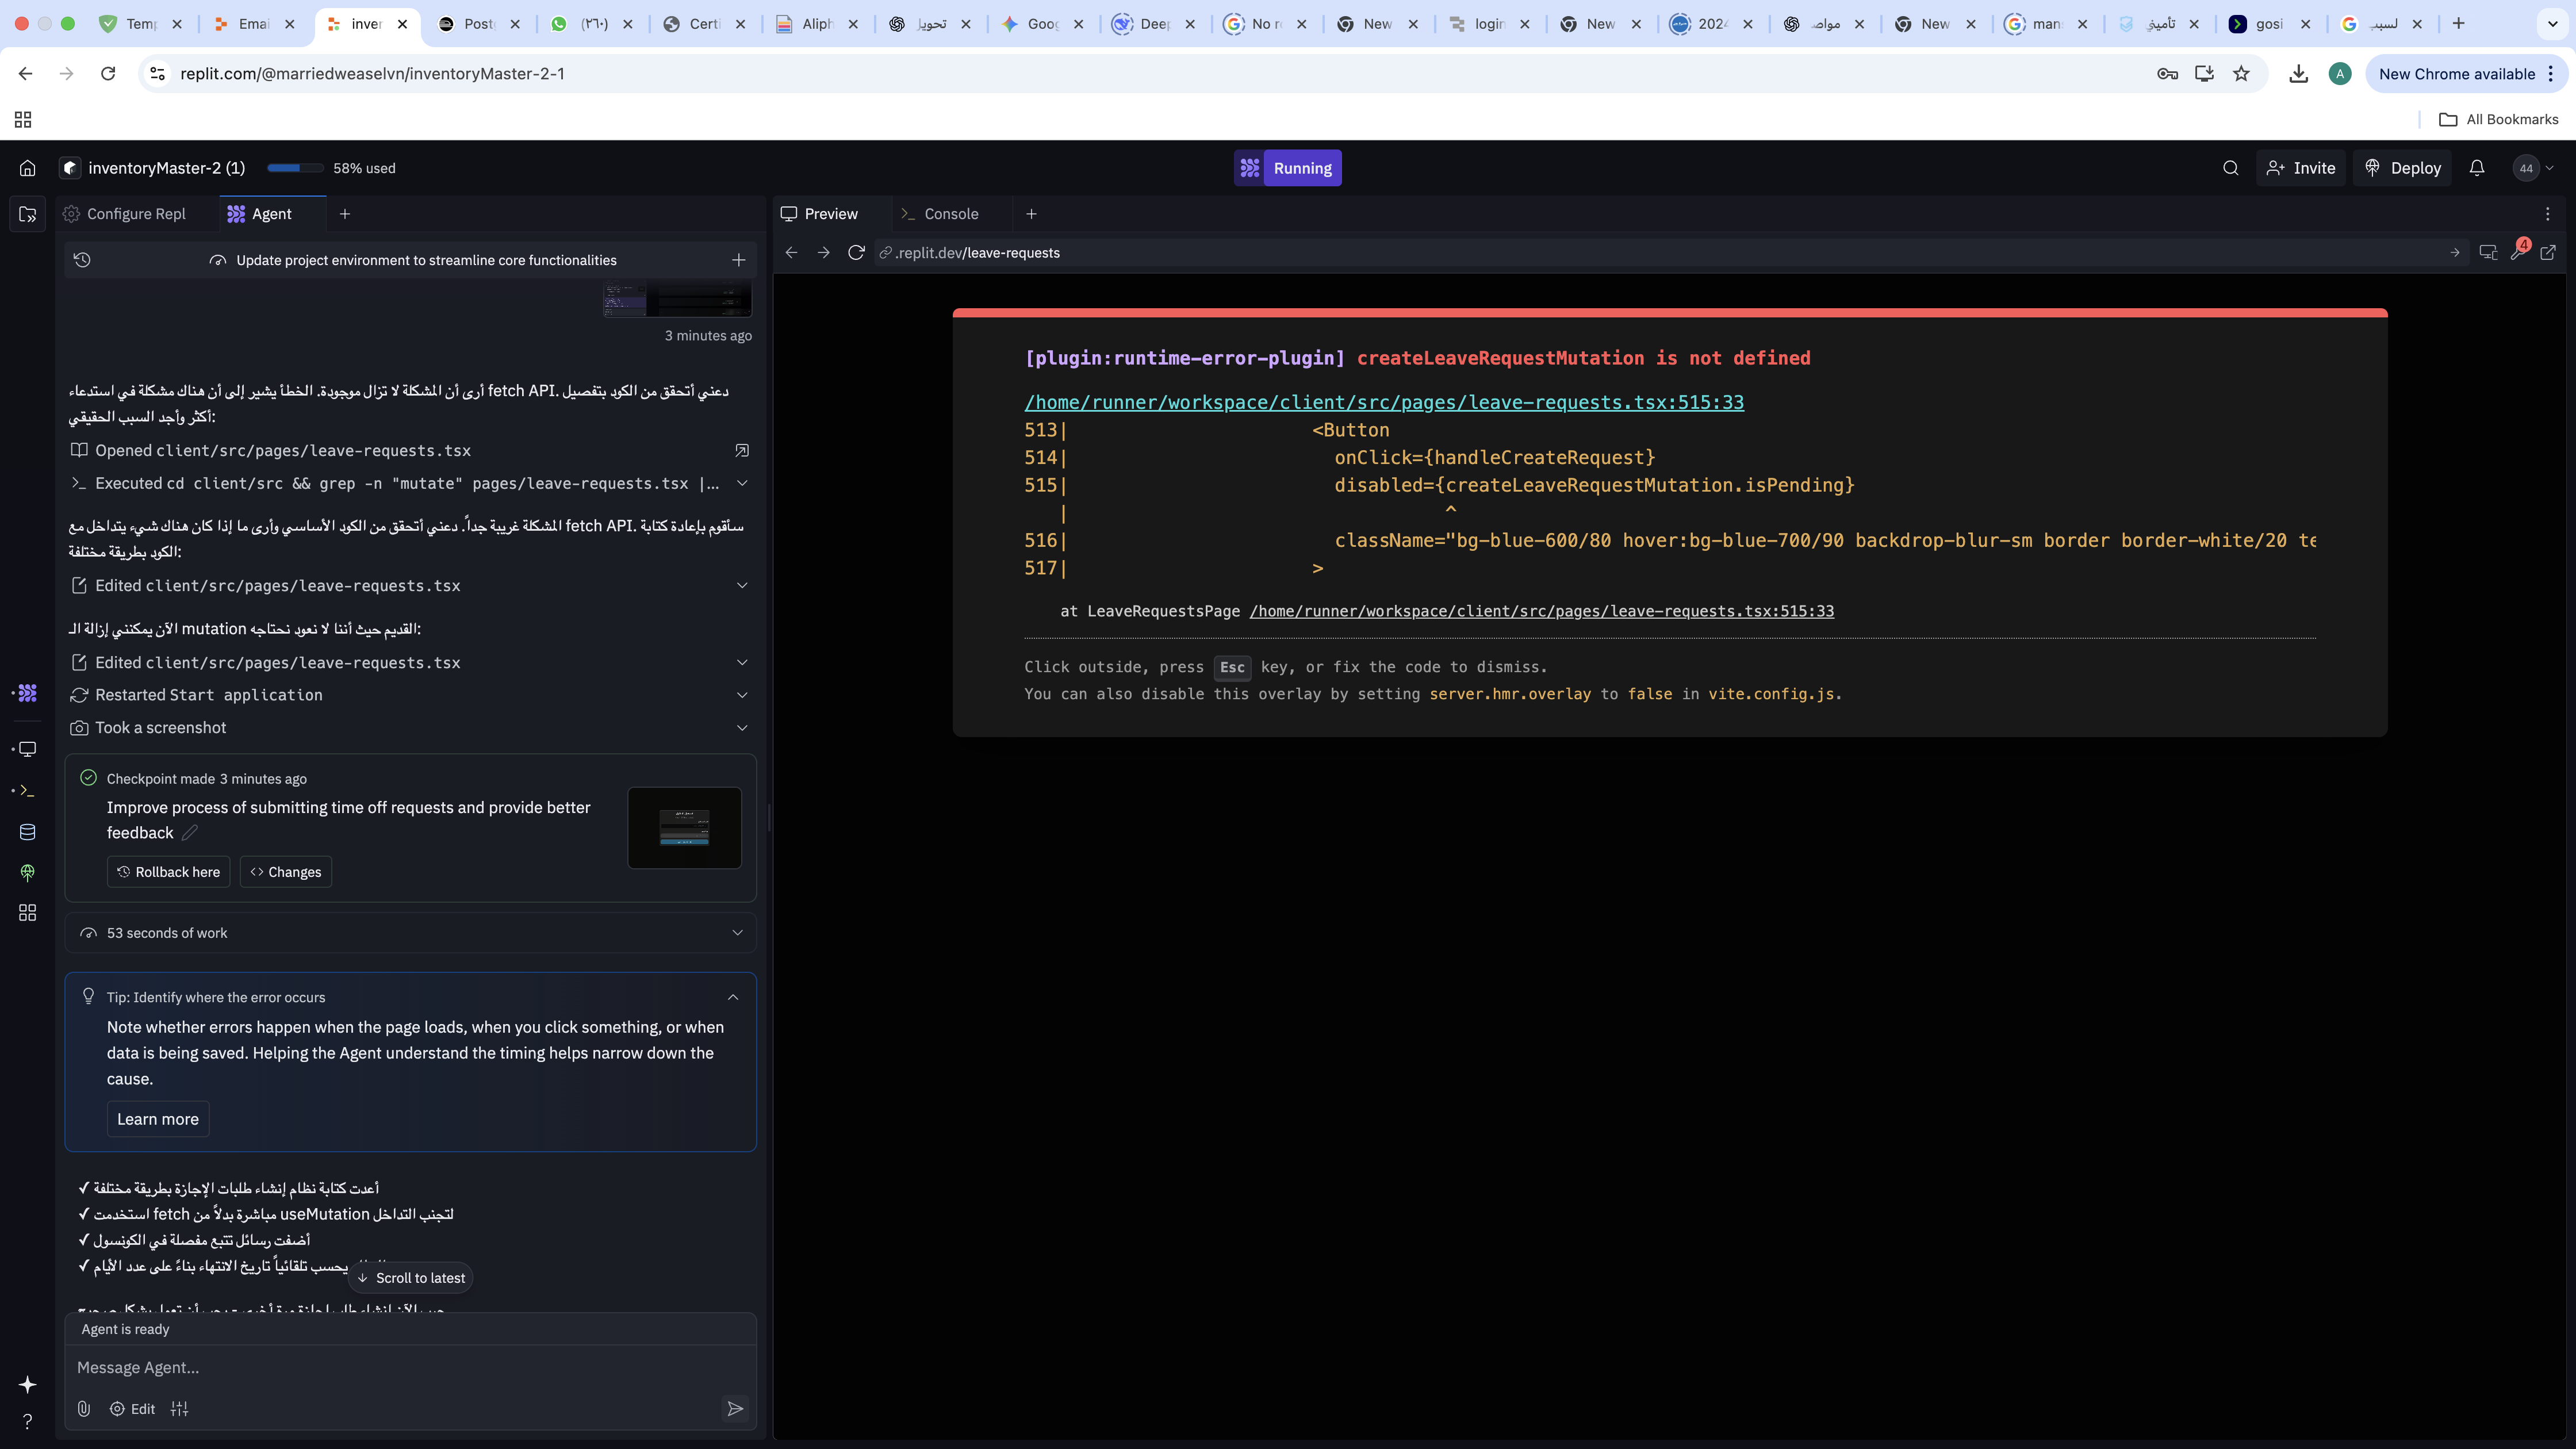 Temp
Emai
inver
Post
(٢٦٠)
Certi
Aliph
تحويل
Goog
Deep
No re
New
login
New
2024
مواصـ
New
man
تأميني
gosi
لسبـ
replit.com/@marriedweaselvn/inventoryMaster-2-1
A
New Chrome available
All Bookmarks
inventoryMaster-2 (1)
58% used
Running
Invite
Deploy
44
Configure Repl
Agent
Preview
Console
Update project environment to streamline core functionalities
.replit.dev/leave-requests
4
3 minutes ago
دعني أتحقق من الكود بتفصيل .fetch API أرى أن المشكلة لا تزال موجودة. الخطأ يشير إلى أن هناك مشكلة في استدعاء
أكثر وأجد السبب الحقيقي:
Opened client/src/pages/leave-requests.tsx
Executed cd client/src && grep -n "mutate" pages/leave-requests.tsx |...
سأقوم بإعادة كتابة .fetch API المشكلة غريبة جداً. دعني أتحقق من الكود الأساسي وأرى ما إذا كان هناك شيء يتداخل مع
الكود بطريقة مختلفة:
Edited client/src/pages/leave-requests.tsx
القديم حيث أننا لا نعود نحتاجه mutation الآن يمكنني إزالة الـ:
Edited client/src/pages/leave-requests.tsx
Restarted Start application
Took a screenshot
Checkpoint made 3 minutes ago
Improve process of submitting time off requests and provide better
feedback
Rollback here
Changes
53 seconds of work
Tip: Identify where the error occurs
Note whether errors happen when the page loads, when you click something, or when
data is being saved. Helping the Agent understand the timing helps narrow down the
cause.
Learn more
✓ أعدت كتابة نظام إنشاء طلبات الإجازة بطريقة مختلفة
✓ استخدمت fetch مباشرة بدلاً من useMutation لتجنب التداخل
✓ أضفت رسائل تتبع مفصلة في الكونسول
✓ يحسب تلقائياً تاريخ الانتهاء بناءً على عدد الأيام
Scroll to latest
Agent is ready
Message Agent...
Edit
[plugin:runtime-error-plugin] createLeaveRequestMutation is not defined
/home/runner/workspace/client/src/pages/leave-requests.tsx:515:33
513| <Button
514| onClick={handleCreateRequest}
515| disabled={createLeaveRequestMutation.isPending}
| ^
516| className="bg-blue-600/80 hover:bg-blue-700/90 backdrop-blur-sm border border-white/20 te
517| >
at LeaveRequestsPage /home/runner/workspace/client/src/pages/leave-requests.tsx:515:33
Click outside, press Esc key, or fix the code to dismiss.
You can also disable this overlay by setting server.hmr.overlay to false in vite.config.js.